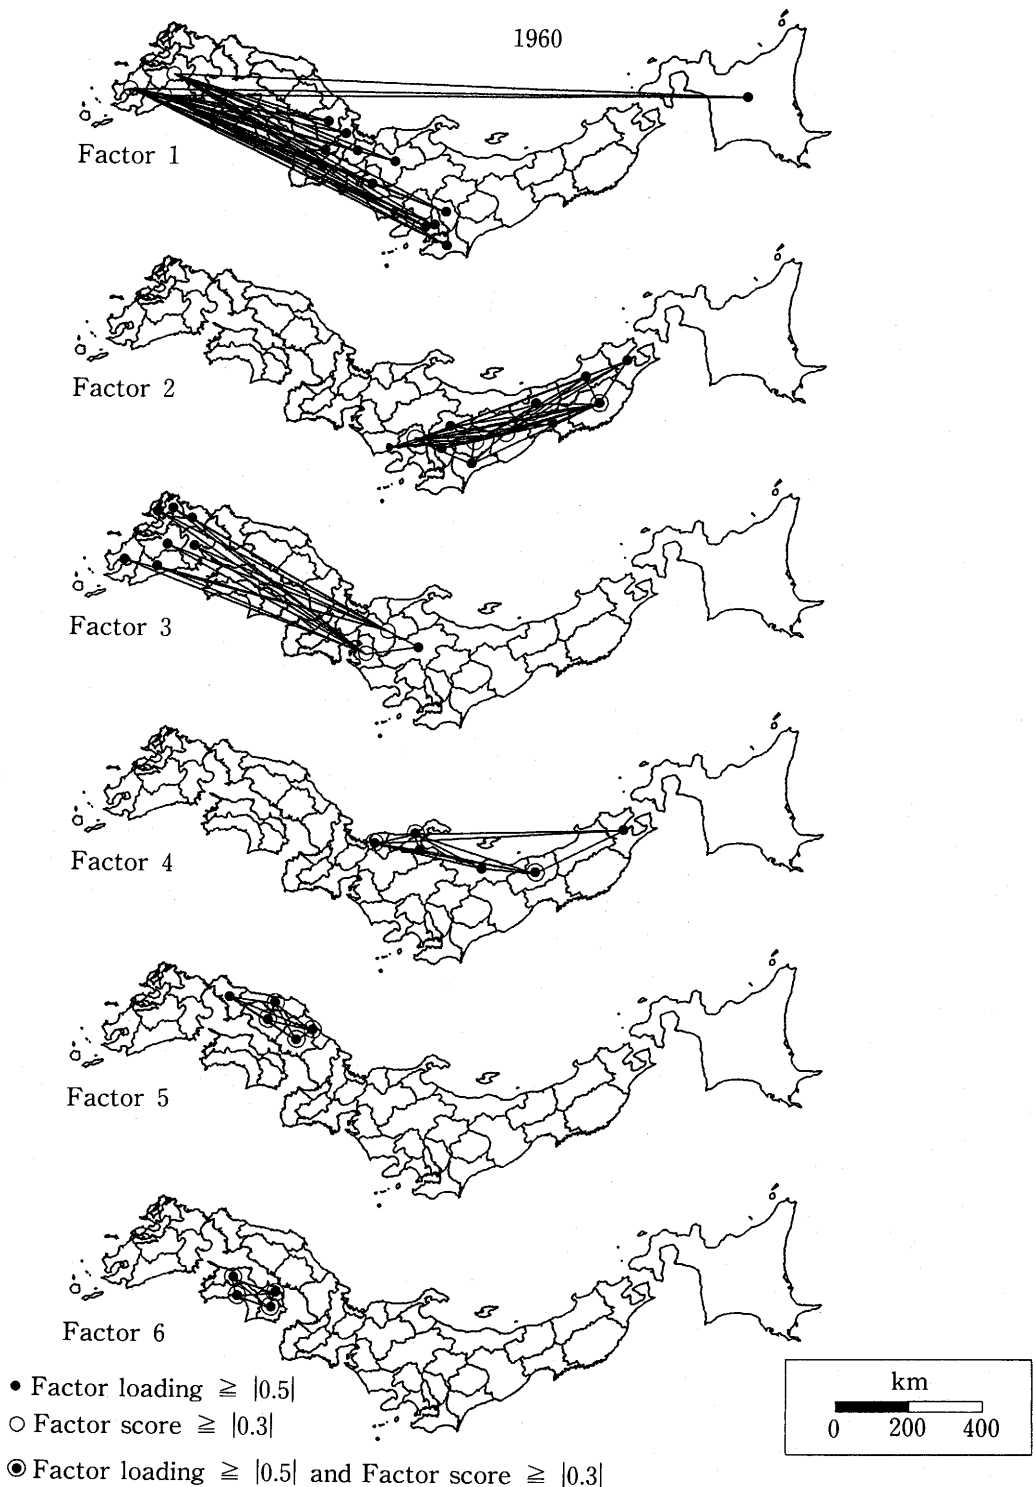 1960
Factor 1
Factor 2
Factor 3
Factor 4
Factor 5
Factor 6
● Factor loading ≧ |0.5|
○ Factor score ≧ |0.3|
◉ Factor loading ≧ |0.5| and Factor score ≧ |0.3|
km
0 200 400